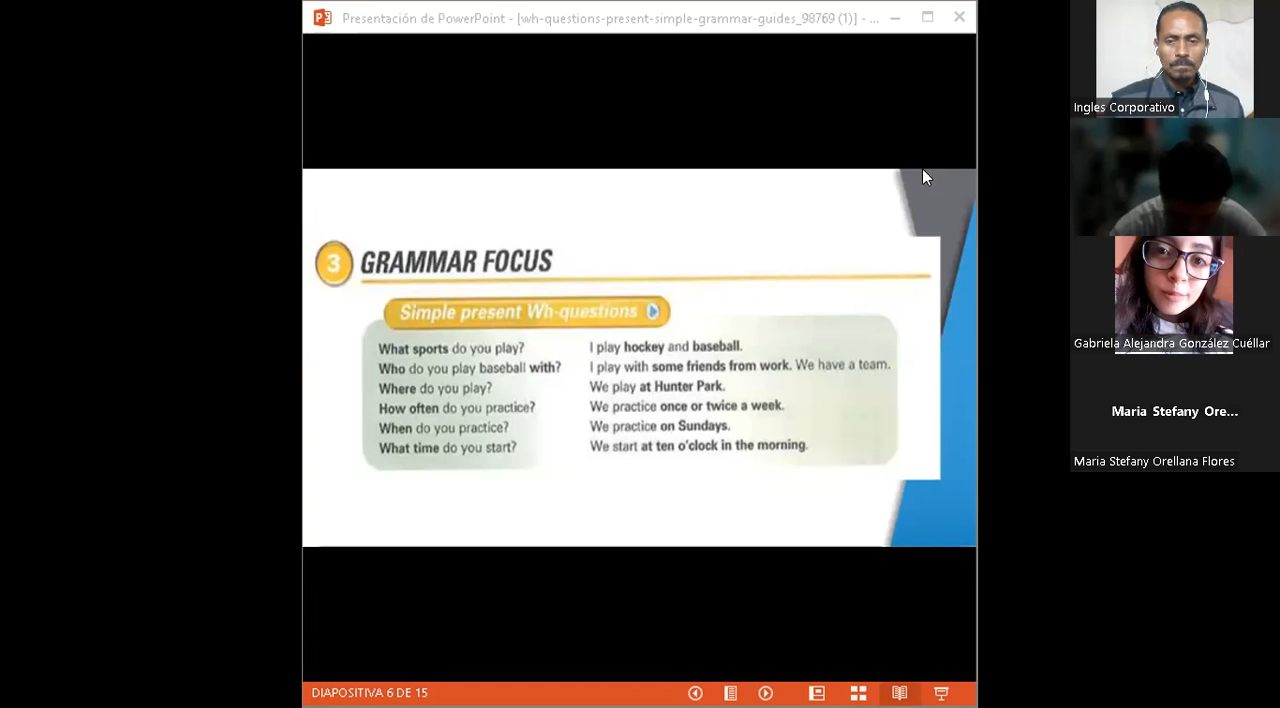 Presentación de PowerPoint - [wh-questions-present-simple-grammar-guides_98769 (1)] - ...
3 GRAMMAR FOCUS
Simple present Wh-questions
What sports do you play? I play hockey and baseball.
Who do you play baseball with? I play with some friends from work. We have a team.
Where do you play? We play at Hunter Park.
How often do you practice? We practice once or twice a week.
When do you practice? We practice on Sundays.
What time do you start? We start at ten o'clock in the morning.
DIAPOSITIVA 6 DE 15
Ingles Corporativo
Gabriela Alejandra González Cuéllar
Maria Stefany Ore...
Maria Stefany Orellana Flores